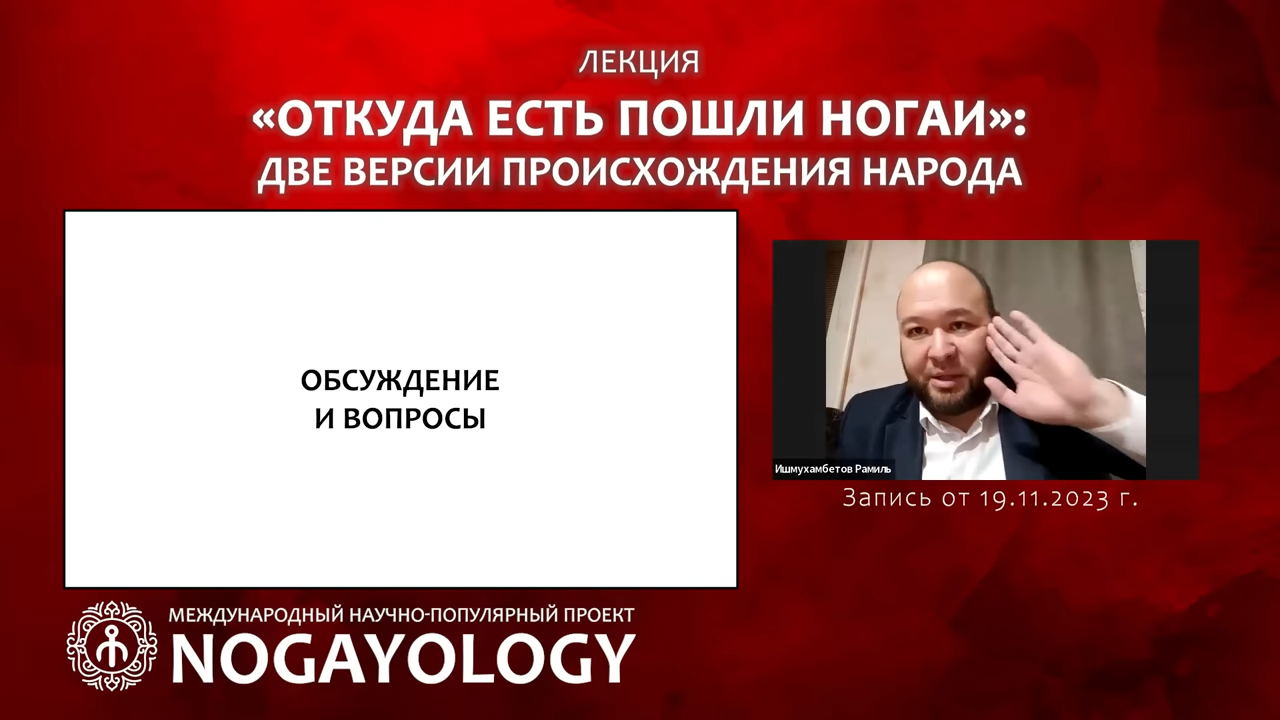 ЛЕКЦИЯ
«ОТКУДА ЕСТЬ ПОШЛИ НОГАИ»:
ДВЕ ВЕРСИИ ПРОИСХОЖДЕНИЯ НАРОДА
ОБСУЖДЕНИЕ
И ВОПРОСЫ
Ишмухамбетов Рамиль
Запись от 19.11.2023 г.
МЕЖДУНАРОДНЫЙ НАУЧНО-ПОПУЛЯРНЫЙ ПРОЕКТ
NOGAYOLOGY